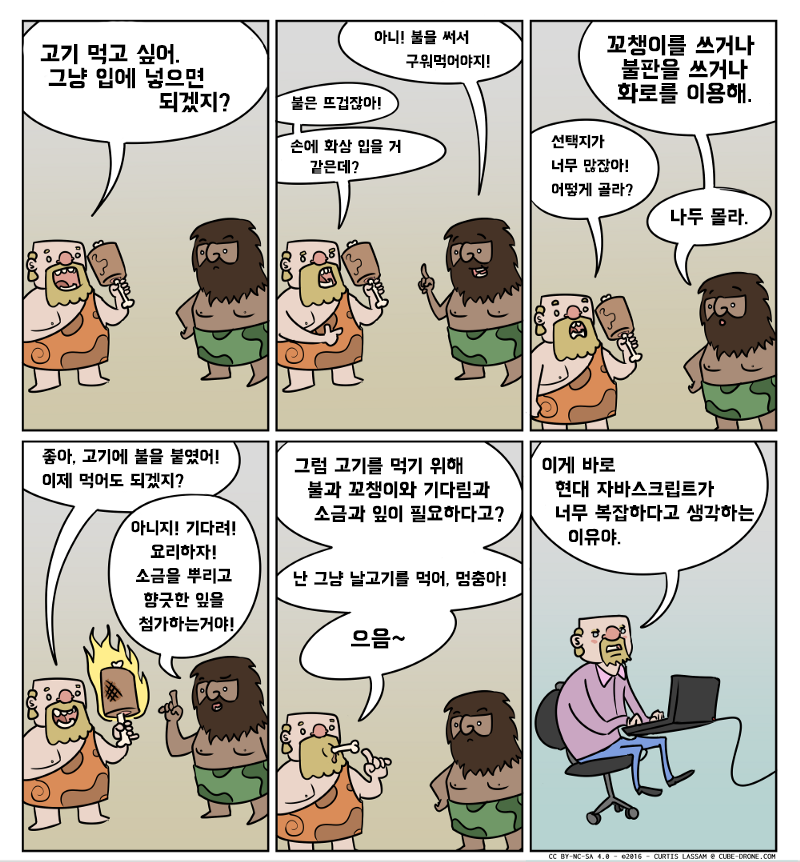 고기 먹고 싶어.
그냥 입에 넣으면
되겠지?
아니! 불을 써서
구워먹어야지!
불은 뜨겁잖아!
손에 화상 입을 거
같은데?
꼬챙이를 쓰거나
불판을 쓰거나
화로를 이용해.
선택지가
너무 많잖아!
어떻게 골라?
나두 몰라.
좋아, 고기에 불을 붙였어!
이제 먹어도 되겠지?
아니지! 기다려!
요리하자!
소금을 뿌리고
향긋한 잎을
첨가하는거야!
그럼 고기를 먹기 위해
불과 꼬챙이와 기다림과
소금과 잎이 필요하다고?
난 그냥 날고기를 먹어, 멍춤아!
으음~
이게 바로
현대 자바스크립트가
너무 복잡하다고 생각하는
이유야.
CC BY-NC-SA 4.0 - ©2016 - CURTIS LASSAM @ CUBE-DRONE.COM